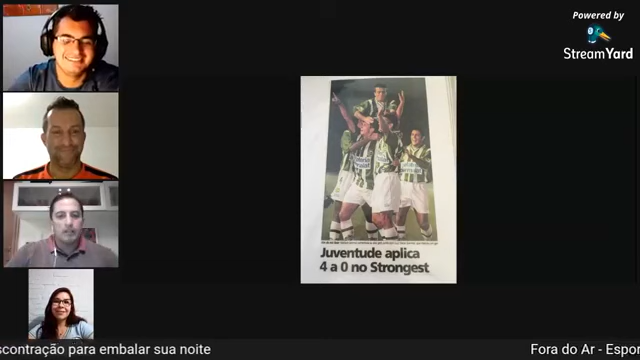 Powered by
StreamYard
Juventude aplica
4 a 0 no Strongest
scontração para embalar sua noite
Fora do Ar - Espor